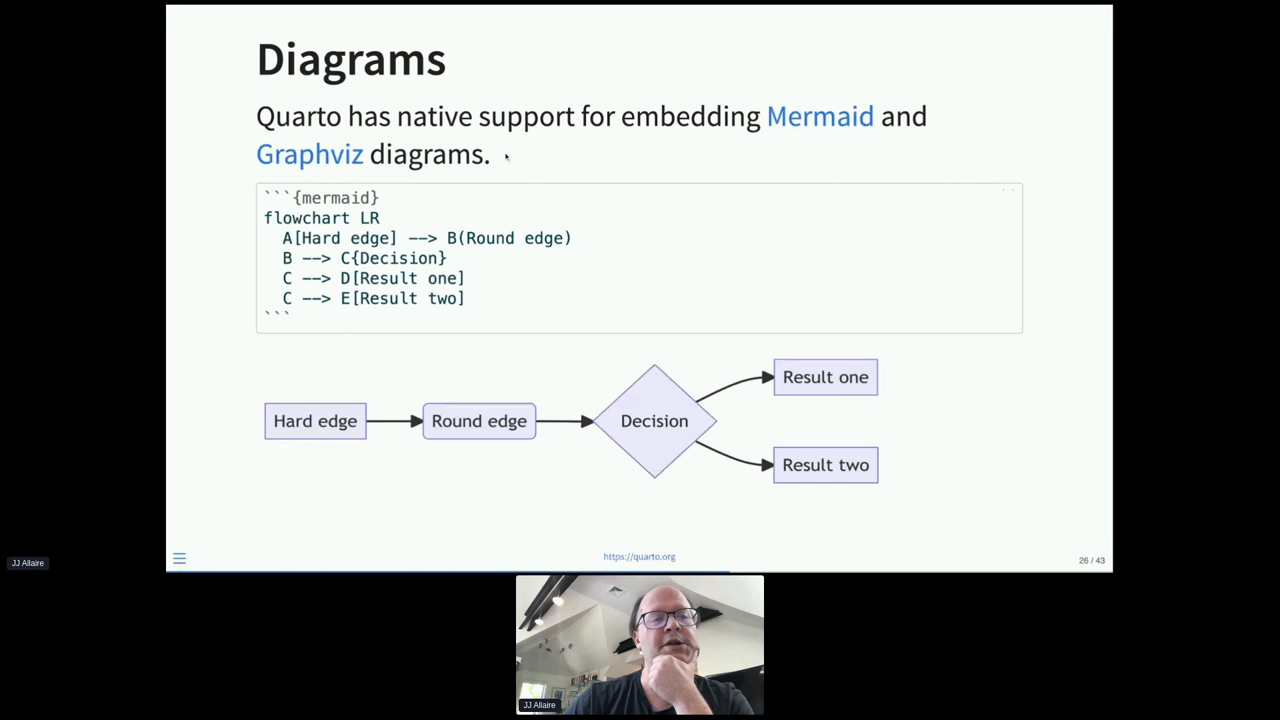 Diagrams
Quarto has native support for embedding Mermaid and
Graphviz diagrams.
```{mermaid}
flowchart LR
  A[Hard edge] --> B(Round edge)
  B --> C{Decision}
  C --> D[Result one]
  C --> E[Result two]
```
Result one
Hard edge
Round edge
Decision
Result two
https://quarto.org
26 / 43
JJ Allaire
JJ Allaire